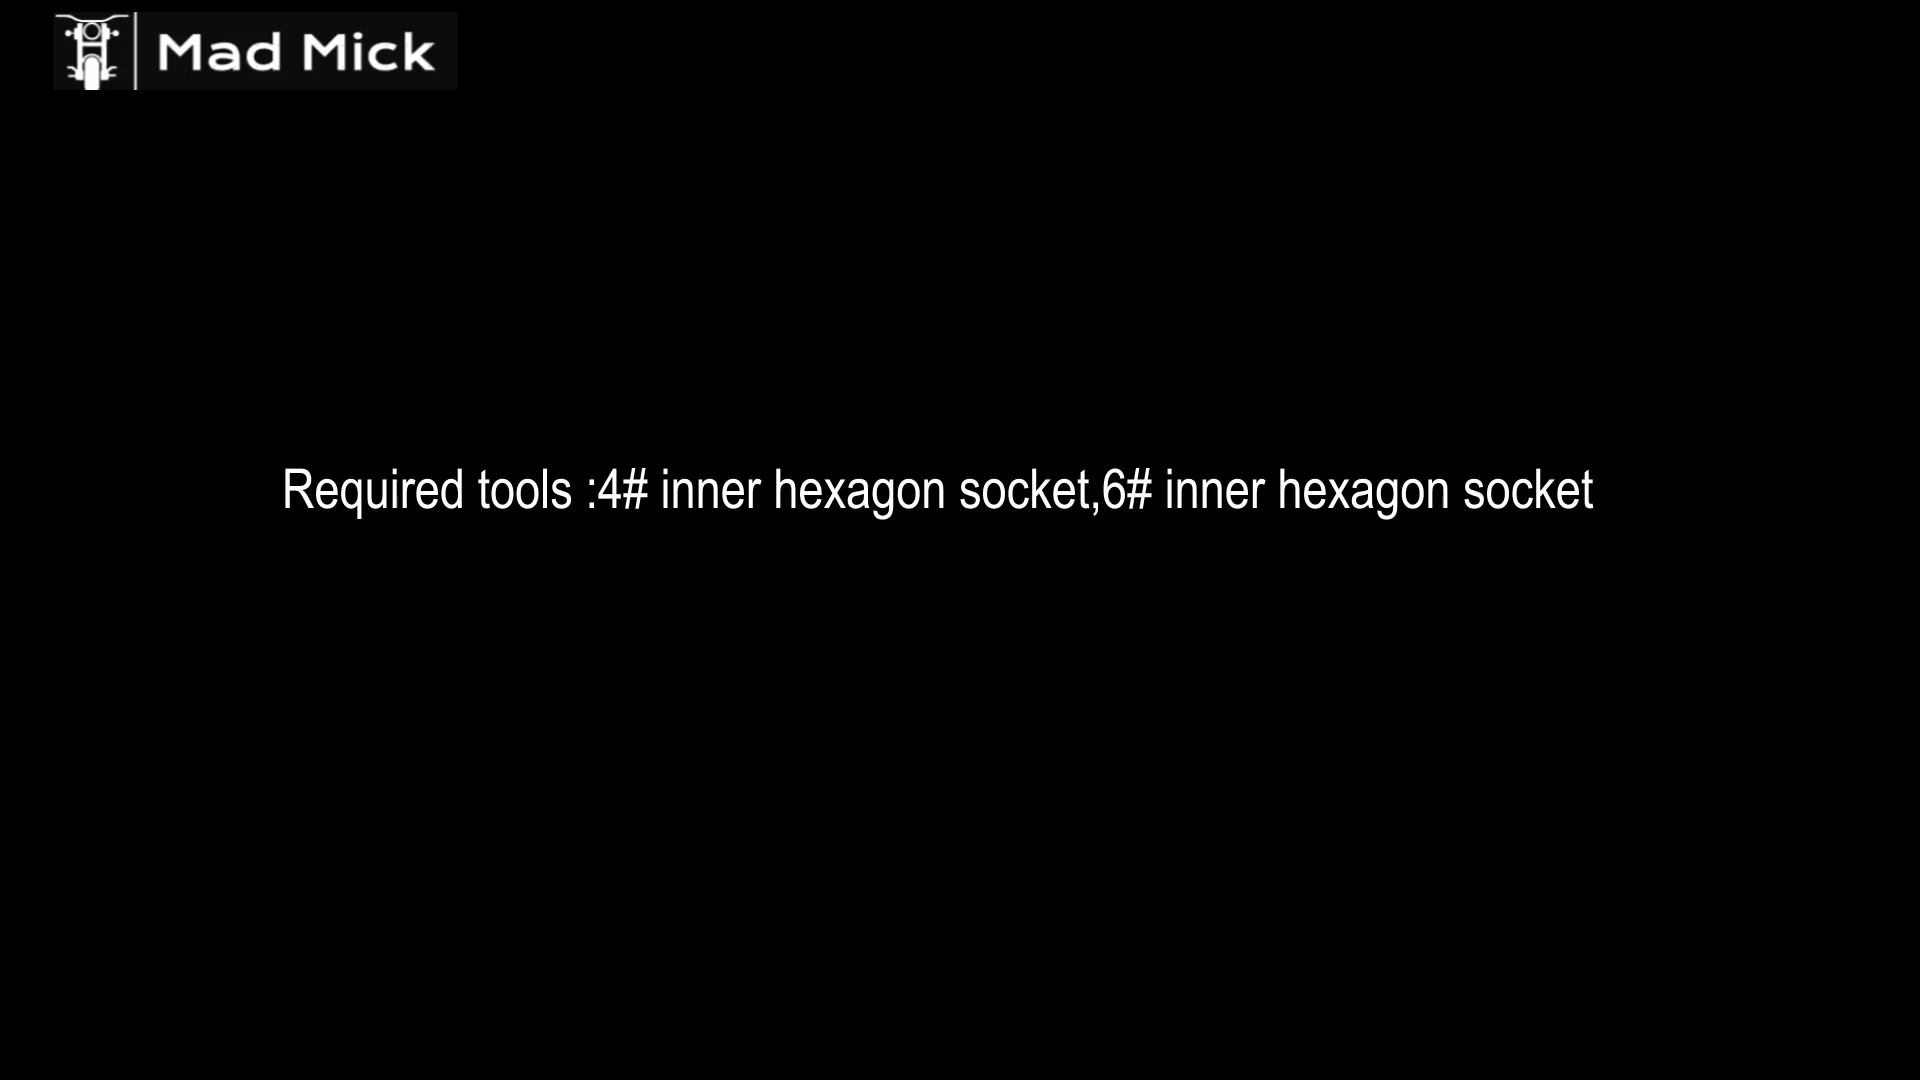 Mad Mick
Required tools :4# inner hexagon socket,6# inner hexagon socket